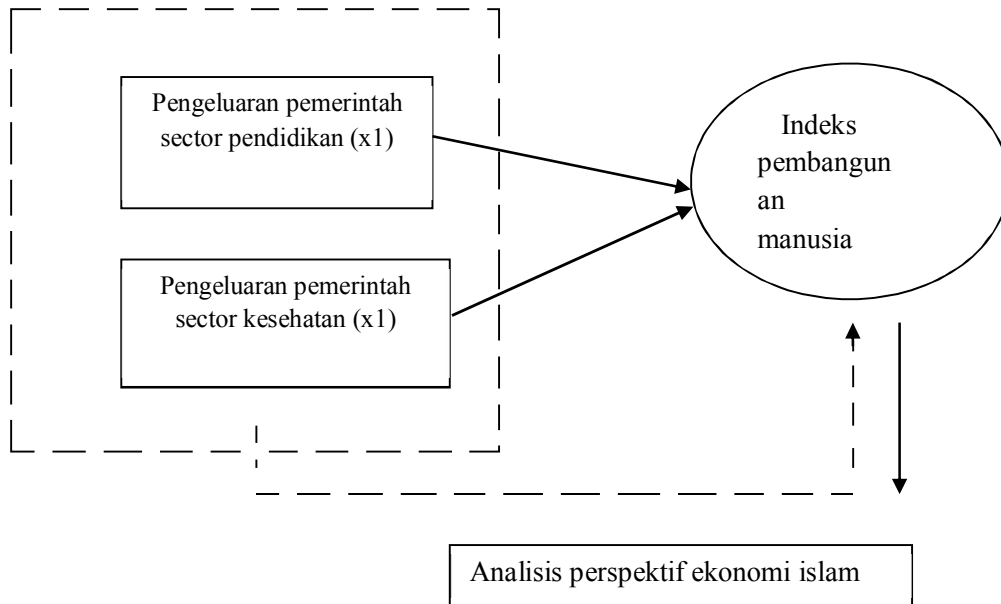 Pengeluaran pemerintah
sector pendidikan (x1)
Pengeluaran pemerintah
sector kesehatan (x1)
Indeks
pembangun
an
manusia
Analisis perspektif ekonomi islam